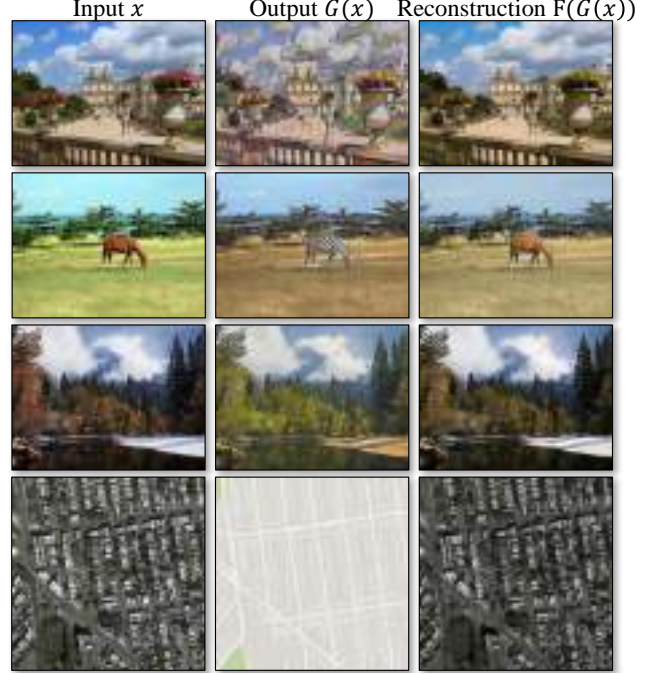 Input 𝑥 Output 𝐺(𝑥) Reconstruction F(𝐺(𝑥))